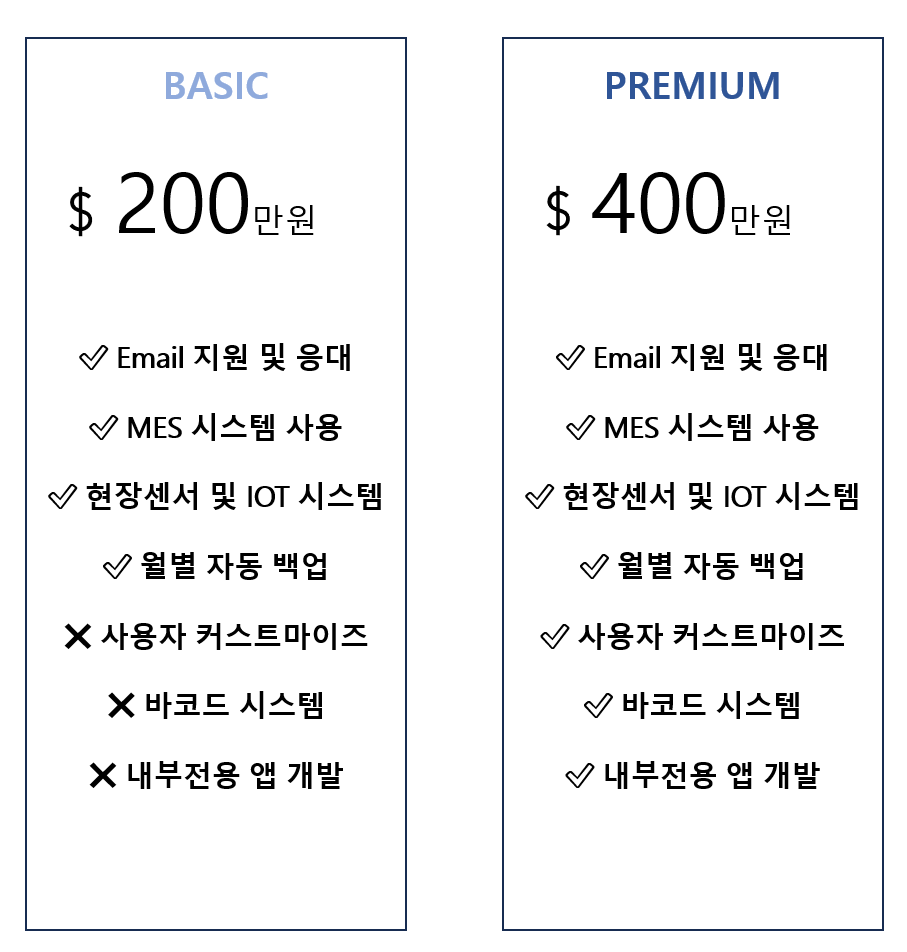 BASIC
$ 200만원
✓ Email 지원 및 응대
✓ MES 시스템 사용
✓ 현장센서 및 IOT 시스템
✓ 월별 자동 백업
✕ 사용자 커스트마이즈
✕ 바코드 시스템
✕ 내부전용 앱 개발
PREMIUM
$ 400만원
✓ Email 지원 및 응대
✓ MES 시스템 사용
✓ 현장센서 및 IOT 시스템
✓ 월별 자동 백업
✓ 사용자 커스트마이즈
✓ 바코드 시스템
✓ 내부전용 앱 개발